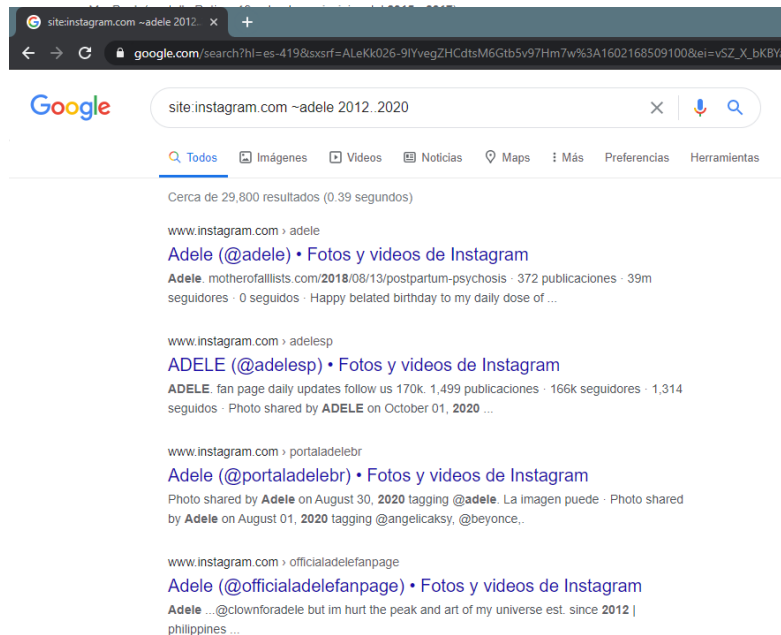 site:instagram.com ~adele 2012..
google.com/search?hl=es-419&sxsrf=ALeKk026-9IYvegZHCdtsM6Gtb5v97Hm7w%3A1602168509100&ei=vSZ_X_bKBY
Google
site:instagram.com ~adele 2012..2020
Todos Imágenes Videos Noticias Maps Más Preferencias Herramientas
Cerca de 29,800 resultados (0.39 segundos)
www.instagram.com › adele
Adele (@adele) • Fotos y videos de Instagram
Adele. motherofalllists.com/2018/08/13/postpartum-psychosis · 372 publicaciones · 39m
seguidores · 0 seguidos · Happy belated birthday to my daily dose of ...
www.instagram.com › adelesp
ADELE (@adelesp) • Fotos y videos de Instagram
ADELE. fan page daily updates follow us 170k. 1,499 publicaciones · 166k seguidores · 1,314
seguidos · Photo shared by ADELE on October 01, 2020 ...
www.instagram.com › portaladelebr
Adele (@portaladelebr) • Fotos y videos de Instagram
Photo shared by Adele on August 30, 2020 tagging @adele. La imagen puede · Photo shared
by Adele on August 01, 2020 tagging @angelicaksy, @beyonce,.
www.instagram.com › officialadelefanpage
Adele (@officialadelefanpage) • Fotos y videos de Instagram
Adele ...@clownforadele but im hurt the peak and art of my universe est. since 2012 |
philippines ...